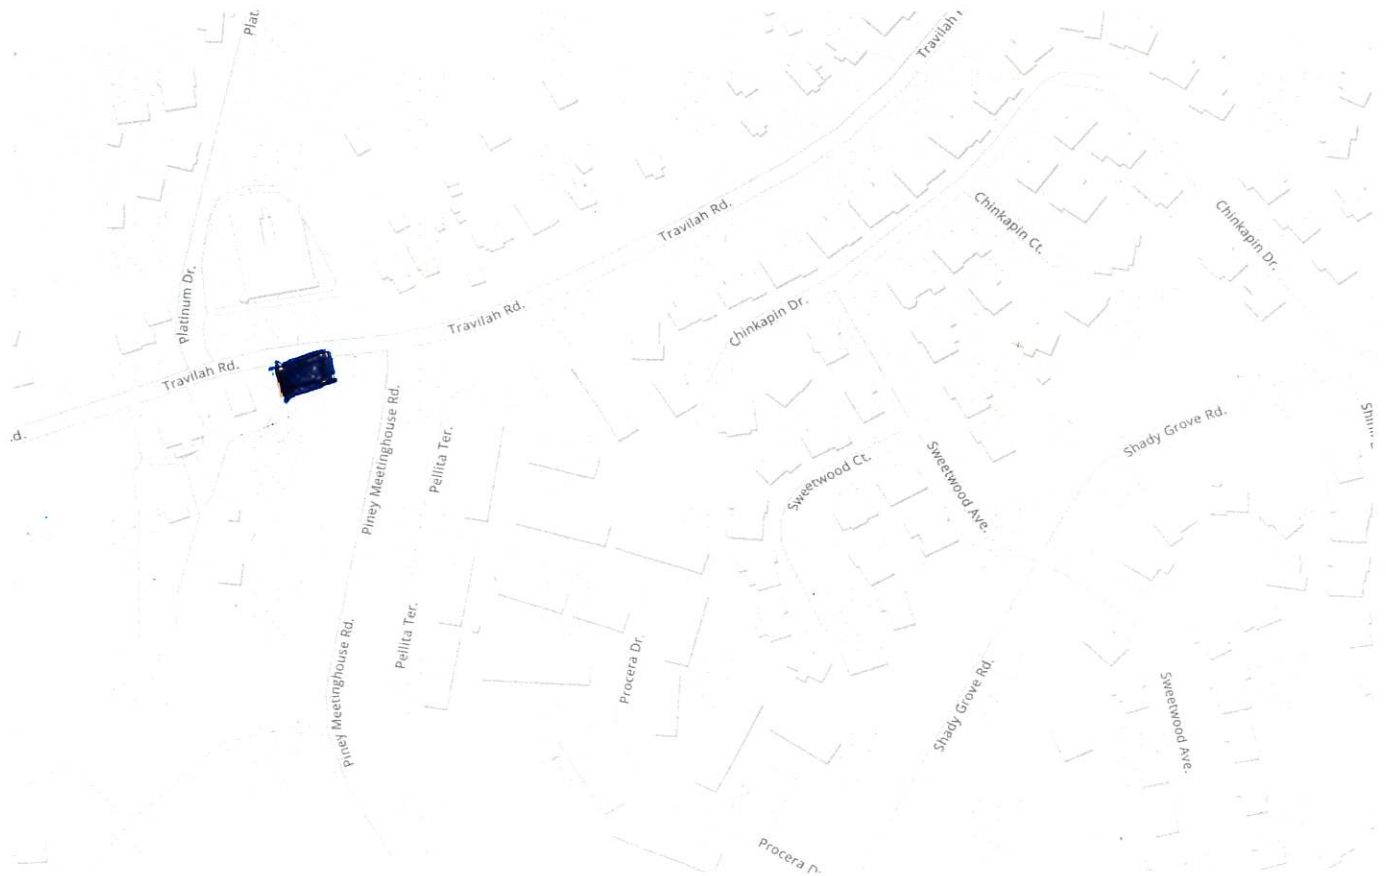 Plat.
Travilah R
Chinkapin Ct.
Chinkapin Dr.
Travilah Rd.
Platinum Dr.
Travilah Rd.
Chinkapin Dr.
Travilah Rd.
.d.
Piney Meetinghouse Rd.
Pellita Ter.
Shady Grove Rd.
Sweetwood Ct.
Sweetwood Ave.
Pellita Ter.
Piney Meetinghouse Rd.
Procera Dr.
Shady Grove Rd.
Sweetwood Ave.
Procera D